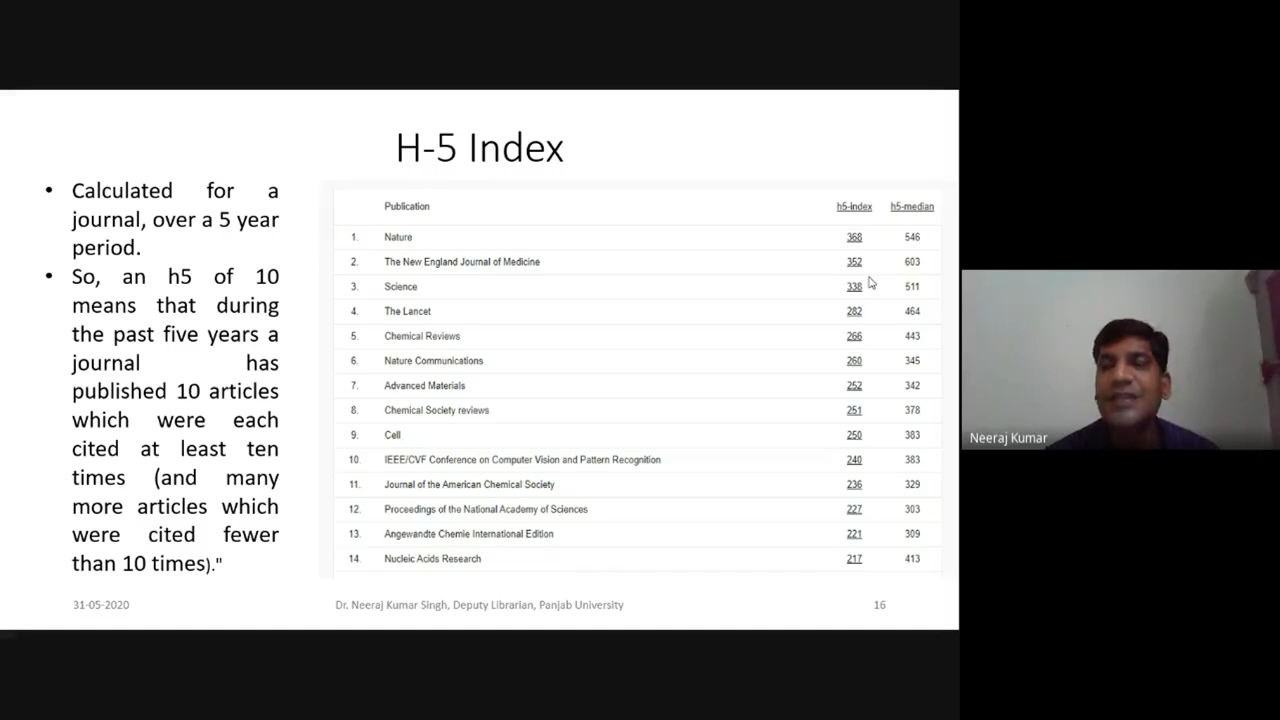 H-5 Index
• Calculated for a
journal, over a 5 year
period.
• So, an h5 of 10
means that during
the past five years a
journal has
published 10 articles
which were each
cited at least ten
times (and many
more articles which
were cited fewer
than 10 times)."
Publication h5-index h5-median
1. Nature 368 546
2. The New England Journal of Medicine 352 603
3. Science 338 511
4. The Lancet 282 464
5. Chemical Reviews 266 443
6. Nature Communications 260 345
7. Advanced Materials 252 342
8. Chemical Society reviews 251 378
9. Cell 250 383
10. IEEE/CVF Conference on Computer Vision and Pattern Recognition 240 383
11. Journal of the American Chemical Society 236 329
12. Proceedings of the National Academy of Sciences 227 303
13. Angewandte Chemie International Edition 221 309
14. Nucleic Acids Research 217 413
31-05-2020 Dr. Neeraj Kumar Singh, Deputy Librarian, Panjab University 16
Neeraj Kumar